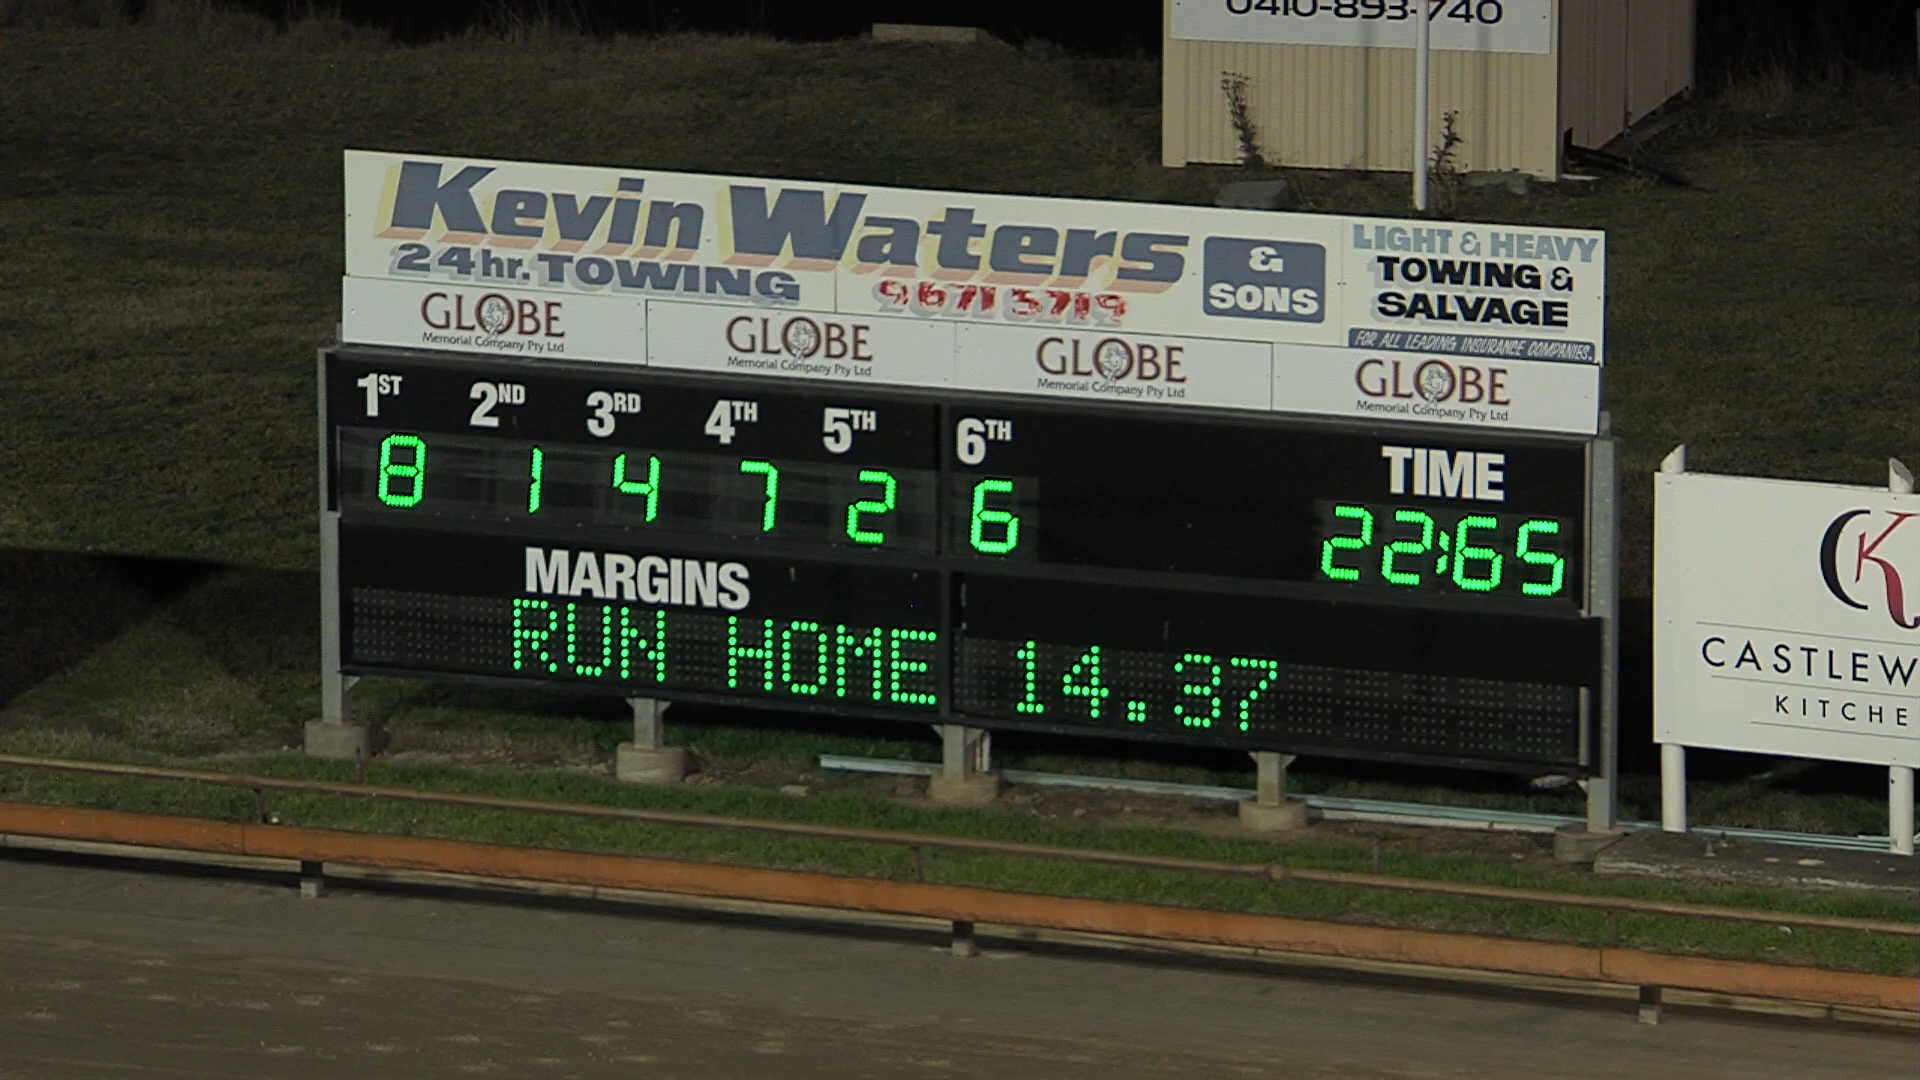 0410-893-740
Kevin Waters & SONS
24hr. TOWING
9671 5719
LIGHT & HEAVY
TOWING &
SALVAGE
FOR ALL LEADING INSURANCE COMPANIES.
GLOBE
Memorial Company Pty Ltd
GLOBE
Memorial Company Pty Ltd
GLOBE
Memorial Company Pty Ltd
GLOBE
Memorial Company Pty Ltd
1ST 2ND 3RD 4TH 5TH 6TH TIME
8 1 4 7 2 6 22:65
MARGINS
RUN HOME 14.37
CK
CASTLEW
KITCHE